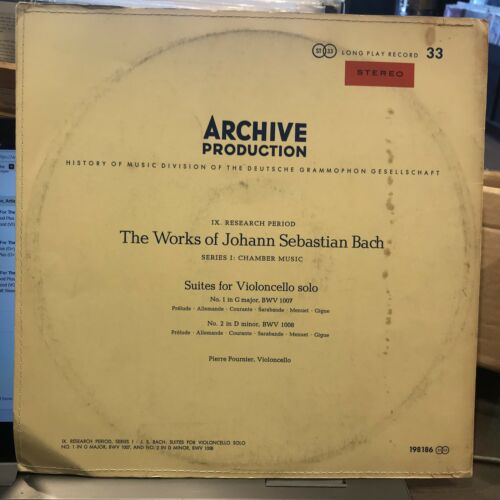 ST 33 LONG PLAY RECORD 33
STEREO
ARCHIVE
PRODUCTION
HISTORY OF MUSIC DIVISION OF THE DEUTSCHE GRAMMOPHON GESELLSCHAFT
IX. RESEARCH PERIOD
The Works of Johann Sebastian Bach
SERIES I: CHAMBER MUSIC
Suites for Violoncello solo
No. 1 in G major, BWV 1007
Prélude · Allemande · Courante · Sarabande · Menuet · Gigue
No. 2 in D minor, BWV 1008
Prélude · Allemande · Courante · Sarabande · Menuet · Gigue
Pierre Fournier, Violoncello
IX. RESEARCH PERIOD, SERIES I · J. S. BACH, SUITES FOR VIOLONCELLO SOLO
NO. 1 IN G MAJOR, BWV 1007, AND NO. 2 IN D MINOR, BWV 1008
198186